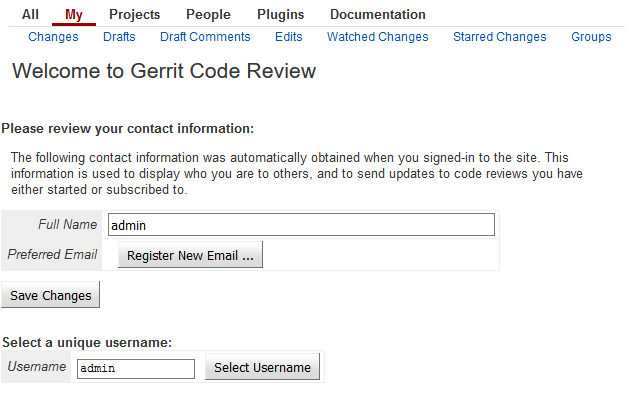 All My Projects People Plugins Documentation
Changes Drafts Draft Comments Edits Watched Changes Starred Changes Groups
Welcome to Gerrit Code Review
Please review your contact information:
The following contact information was automatically obtained when you signed-in to the site. This
information is used to display who you are to others, and to send updates to code reviews you have
either started or subscribed to.
Full Name admin
Preferred Email Register New Email ...
Save Changes
Select a unique username:
Username admin Select Username